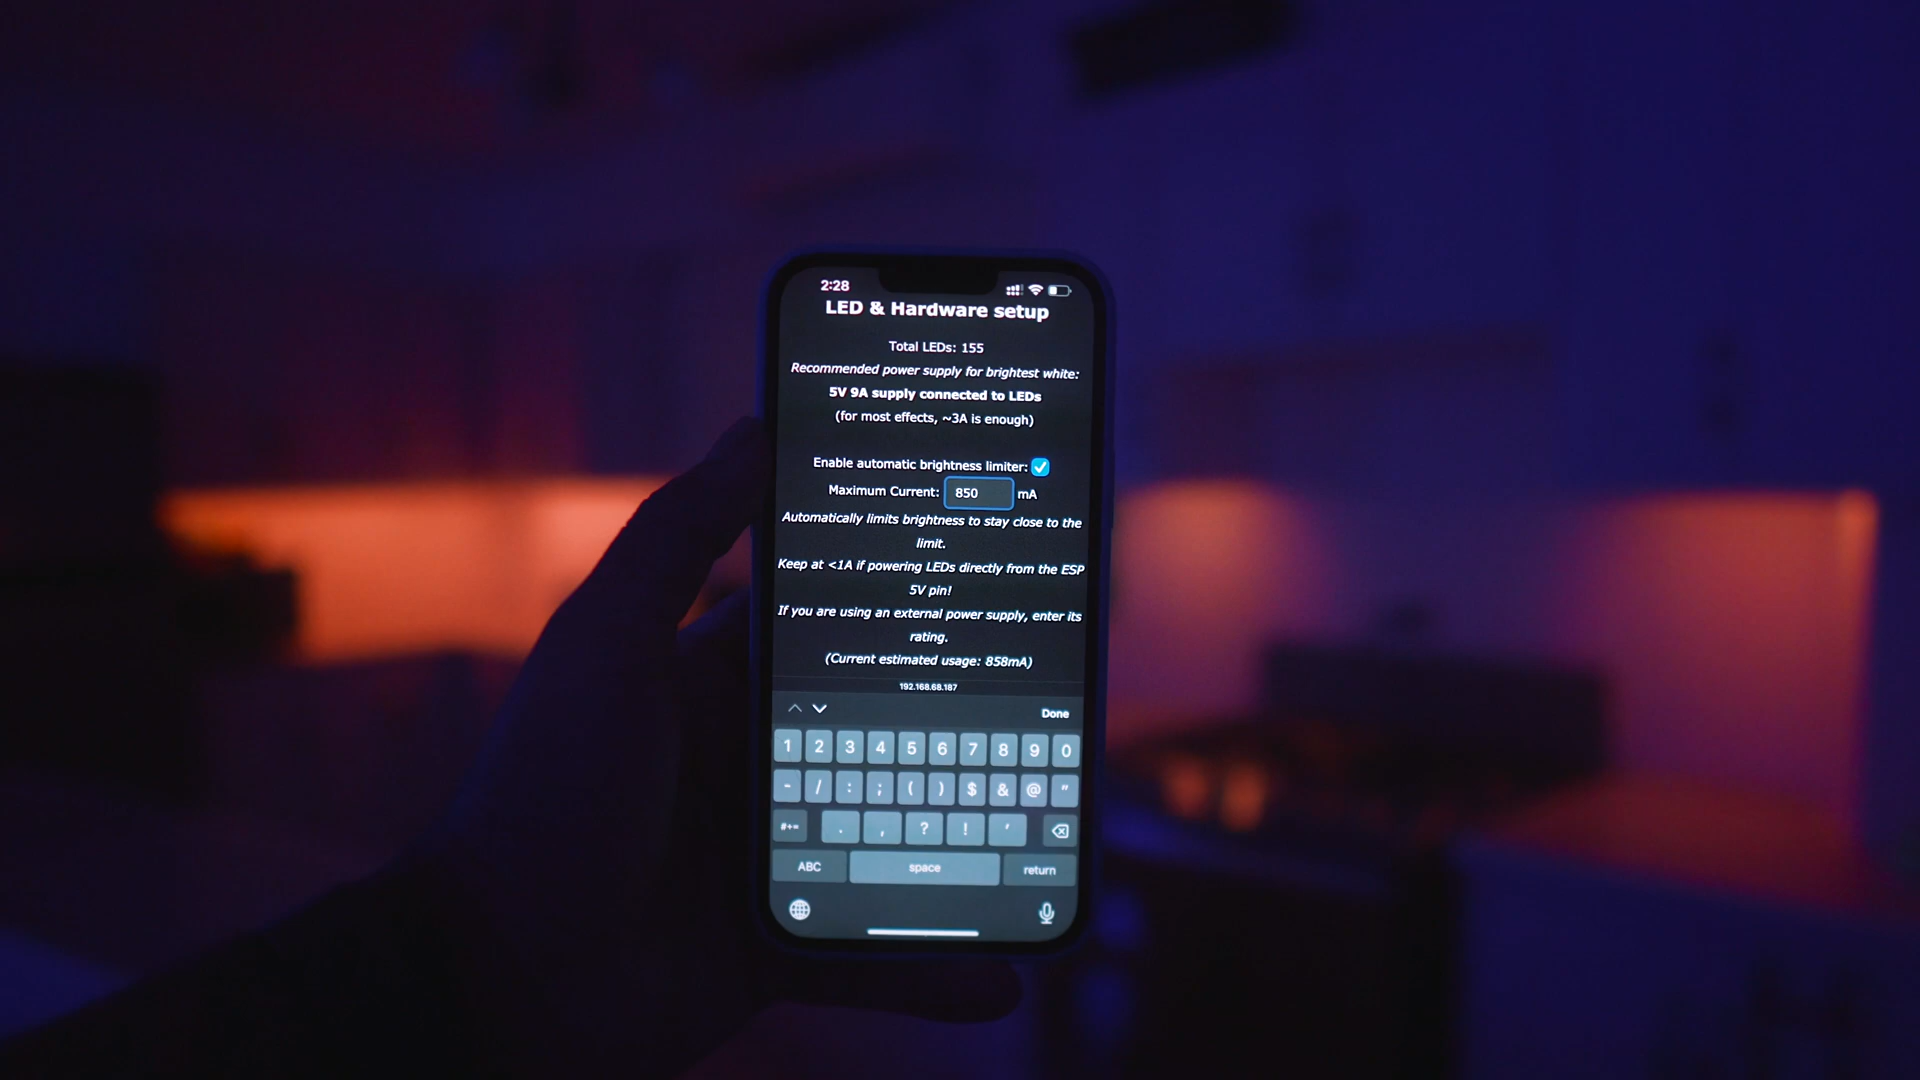 2:28
LED & Hardware setup
Total LEDs: 155
Recommended power supply for brightest white:
5V 9A supply connected to LEDs
(for most effects, ~3A is enough)
Enable automatic brightness limiter:
Maximum Current: 850 mA
Automatically limits brightness to stay close to the
limit.
Keep at <1A if powering LEDs directly from the ESP
5V pin!
If you are using an external power supply, enter its
rating.
(Current estimated usage: 858mA)
192.168.68.187
Done
1 2 3 4 5 6 7 8 9 0
- / : ; ( ) $ & @ "
#+= . , ? ! '
ABC space return